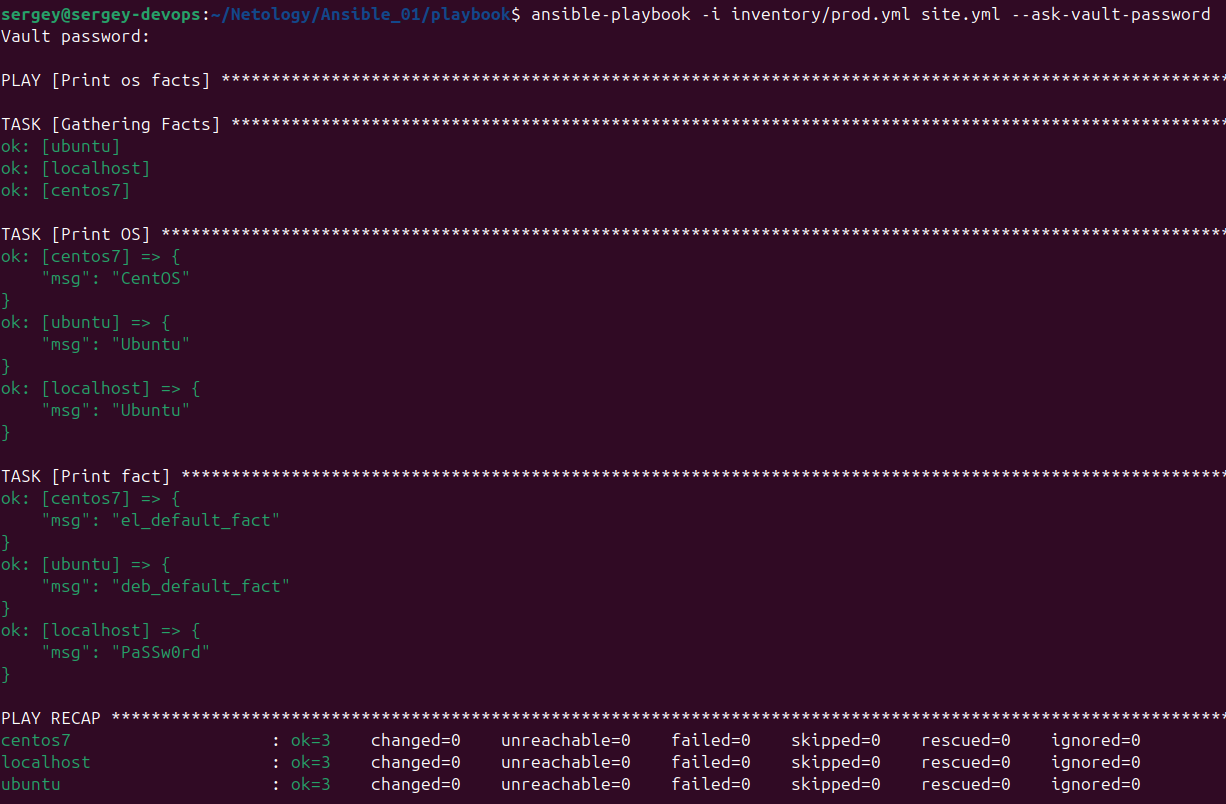 sergey@sergey-devops:~/Netology/Ansible_01/playbook$ ansible-playbook -i inventory/prod.yml site.yml --ask-vault-password
Vault password:
PLAY [Print os facts] ****************************************************************************************************
TASK [Gathering Facts] ***************************************************************************************************
ok: [ubuntu]
ok: [localhost]
ok: [centos7]
TASK [Print OS] **********************************************************************************************************
ok: [centos7] => {
    "msg": "CentOS"
}
ok: [ubuntu] => {
    "msg": "Ubuntu"
}
ok: [localhost] => {
    "msg": "Ubuntu"
}
TASK [Print fact] ********************************************************************************************************
ok: [centos7] => {
    "msg": "el_default_fact"
}
ok: [ubuntu] => {
    "msg": "deb_default_fact"
}
ok: [localhost] => {
    "msg": "PaSSw0rd"
}
PLAY RECAP ***************************************************************************************************************
centos7                    : ok=3    changed=0    unreachable=0    failed=0    skipped=0    rescued=0    ignored=0
localhost                  : ok=3    changed=0    unreachable=0    failed=0    skipped=0    rescued=0    ignored=0
ubuntu                     : ok=3    changed=0    unreachable=0    failed=0    skipped=0    rescued=0    ignored=0